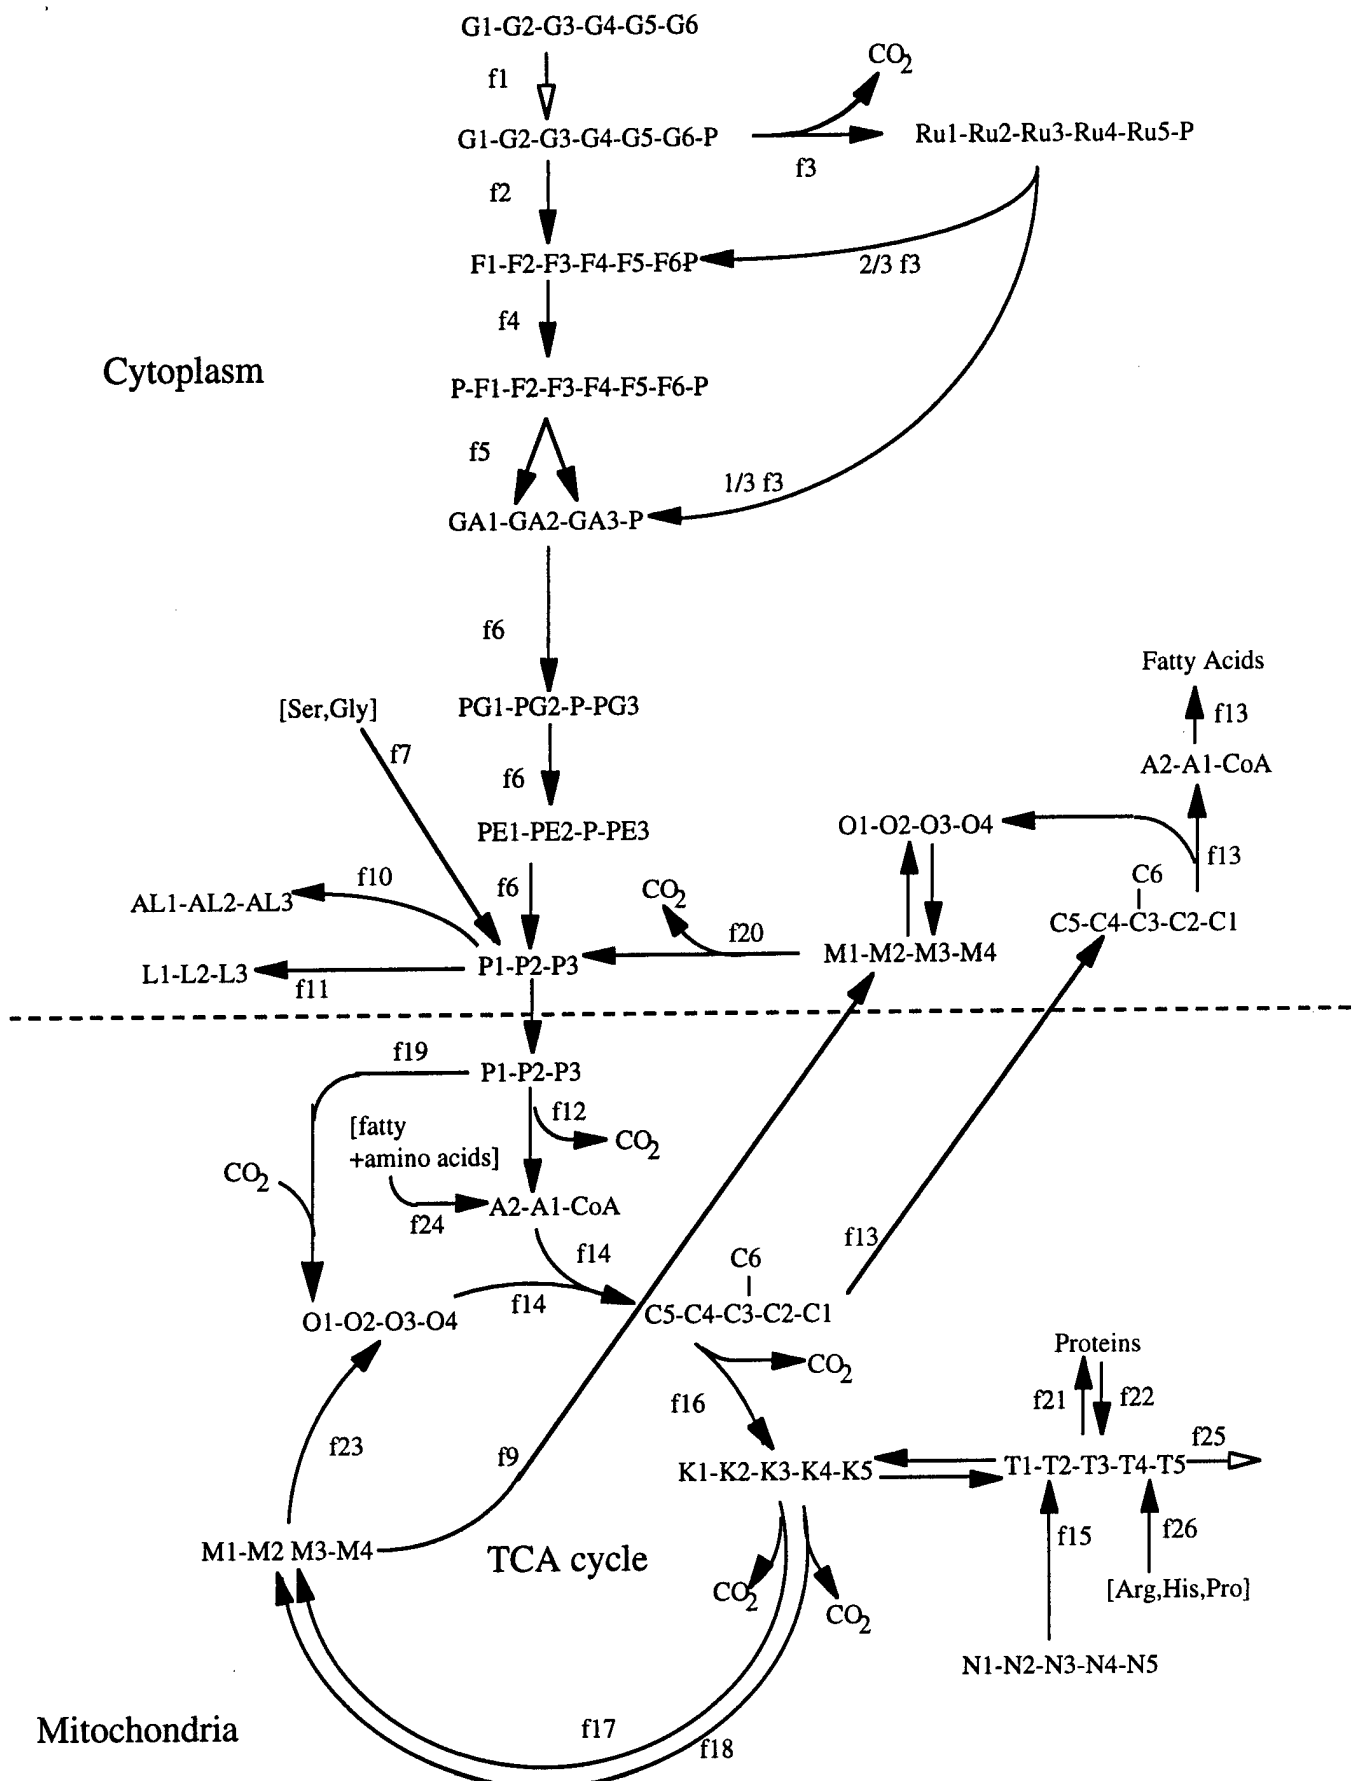 G1-G2-G3-G4-G5-G6
f1
CO2
G1-G2-G3-G4-G5-G6-P
f3
Ru1-Ru2-Ru3-Ru4-Ru5-P
f2
F1-F2-F3-F4-F5-F6P
2/3 f3
f4
Cytoplasm
P-F1-F2-F3-F4-F5-F6-P
f5
1/3 f3
GA1-GA2-GA3-P
f6
Fatty Acids
[Ser,Gly]
PG1-PG2-P-PG3
f13
f7
f6
A2-A1-CoA
PE1-PE2-P-PE3
O1-O2-O3-O4
f13
f10
f6
CO2
C6
AL1-AL2-AL3
f20
C5-C4-C3-C2-C1
L1-L2-L3
f11
P1-P2-P3
M1-M2-M3-M4
f19
P1-P2-P3
f12
CO2
[fatty
+amino acids]
CO2
A2-A1-CoA
f24
f14
f13
C6
f14
O1-O2-O3-O4
C5-C4-C3-C2-C1
CO2
Proteins
f16
f21
f22
f23
f9
f25
K1-K2-K3-K4-K5
T1-T2-T3-T4-T5
f15
f26
M1-M2 M3-M4
TCA cycle
CO2
CO2
[Arg,His,Pro]
N1-N2-N3-N4-N5
Mitochondria
f17
f18